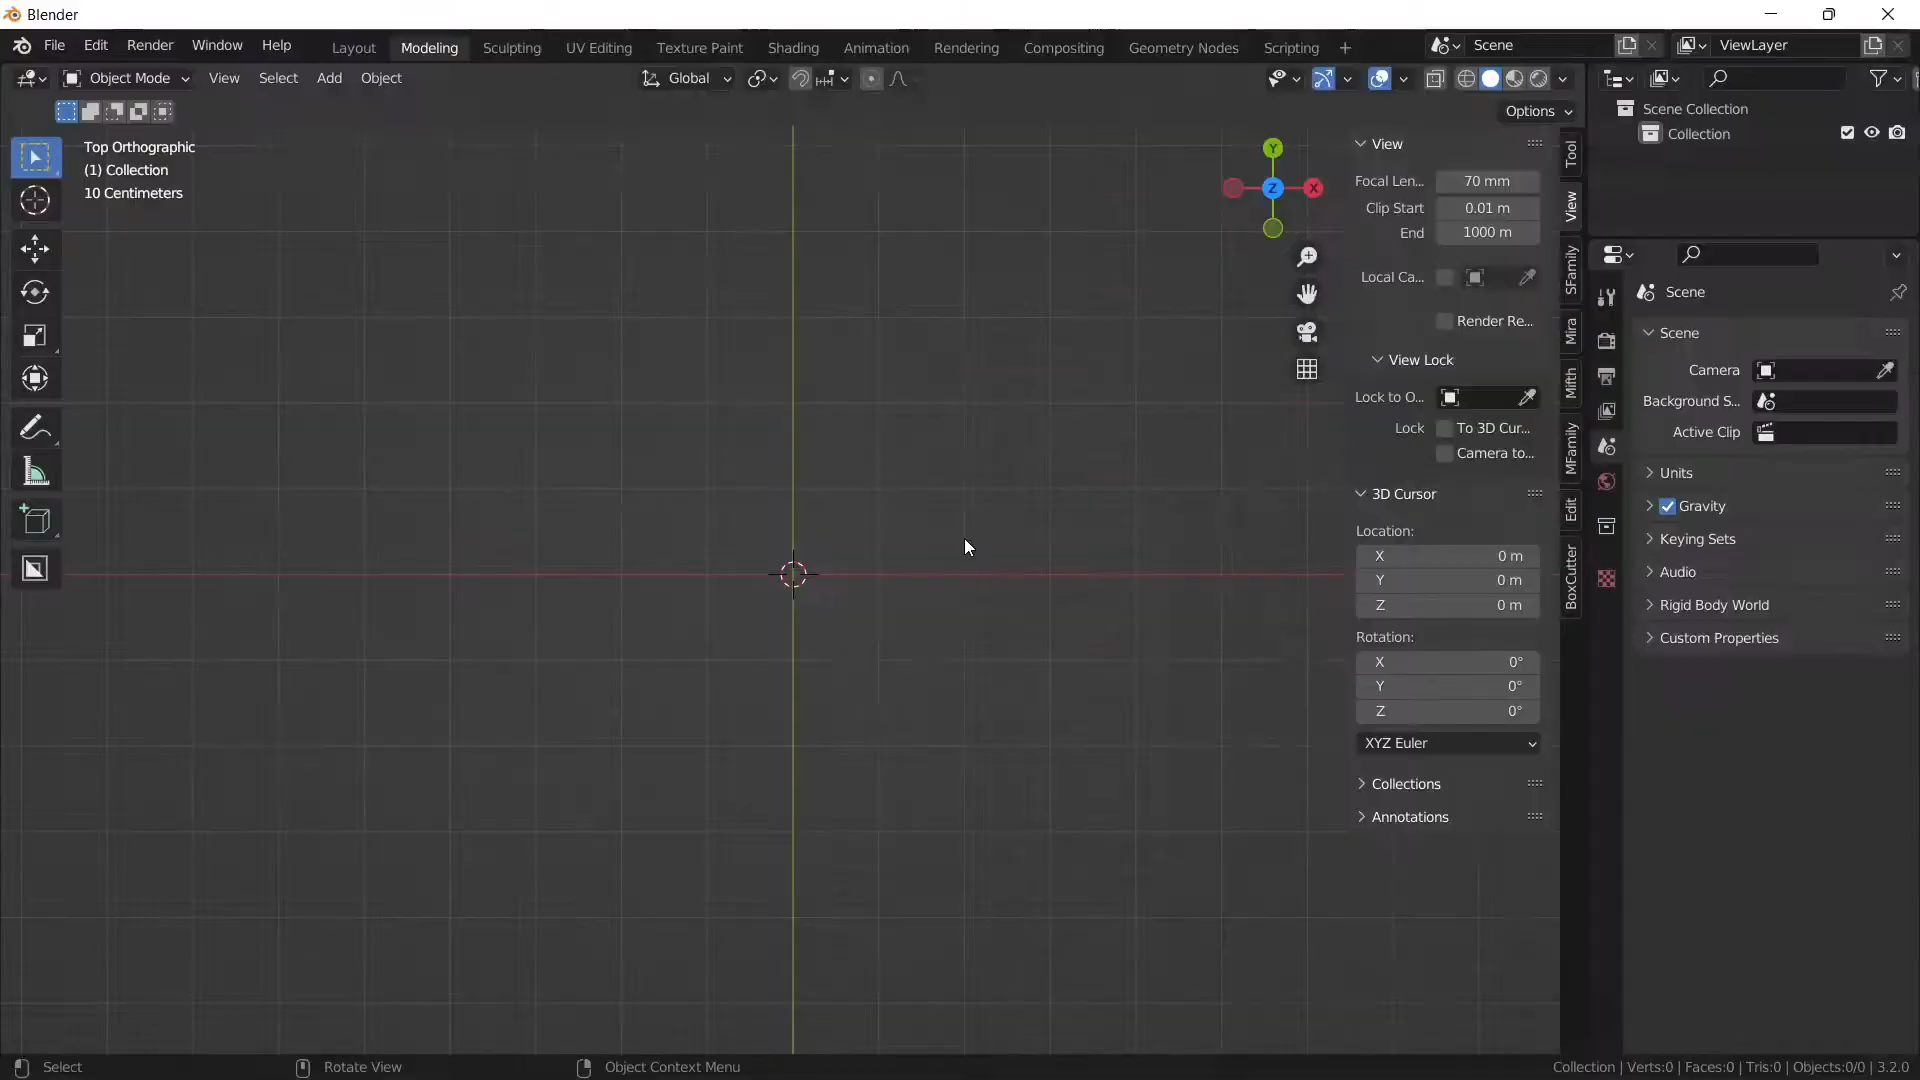 Blender
File Edit Render Window Help Layout Modeling Sculpting UV Editing Texture Paint Shading Animation Rendering Compositing Geometry Nodes Scripting + Scene ViewLayer
Object Mode View Select Add Object Global
Options
Top Orthographic
(1) Collection
10 Centimeters
Y
Z
X
View
Focal Len... 70 mm
Clip Start 0.01 m
End 1000 m
Local Ca...
Render Re...
View Lock
Lock to O...
Lock To 3D Cur...
Camera to...
3D Cursor
Location:
X 0 m
Y 0 m
Z 0 m
Rotation:
X 0°
Y 0°
Z 0°
XYZ Euler
Collections
Annotations
Tool
View
SFamily
Mira
Mifth
MFamily
Edit
BoxCutter
Scene Collection
Collection
Scene
Scene
Camera
Background S...
Active Clip
Units
Gravity
Keying Sets
Audio
Rigid Body World
Custom Properties
Select Rotate View Object Context Menu Collection | Verts:0 | Faces:0 | Tris:0 | Objects:0/0 | 3.2.0